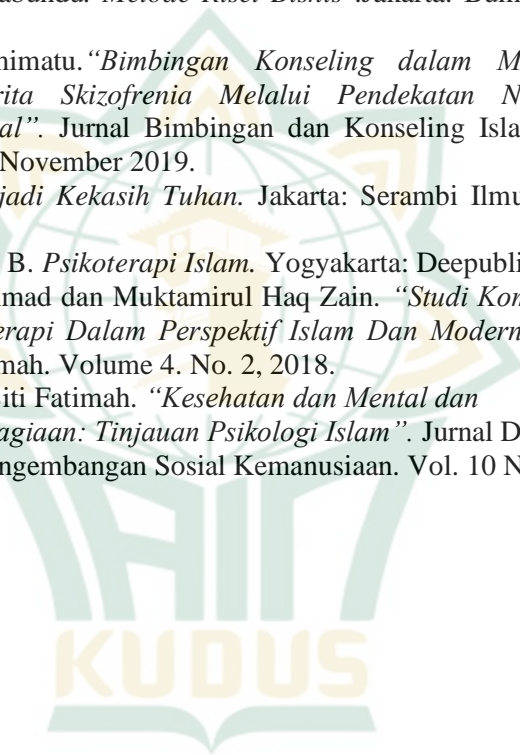 abunda. Metode Riset Bisnis .Jakarta: Bum
nimatu.“Bimbingan Konseling dalam M
rita Skizofrenia Melalui Pendekatan N
al”. Jurnal Bimbingan dan Konseling Isla
November 2019.
jadi Kekasih Tuhan. Jakarta: Serambi Ilmu
B. Psikoterapi Islam. Yogyakarta: Deepubli
mad dan Muktamirul Haq Zain. “Studi Kon
erapi Dalam Perspektif Islam Dan Modern
mah. Volume 4. No. 2, 2018.
iti Fatimah. “Kesehatan dan Mental dan
agiaan: Tinjauan Psikologi Islam”. Jurnal D
ngembangan Sosial Kemanusiaan. Vol. 10 N
IAIN
KUDUS